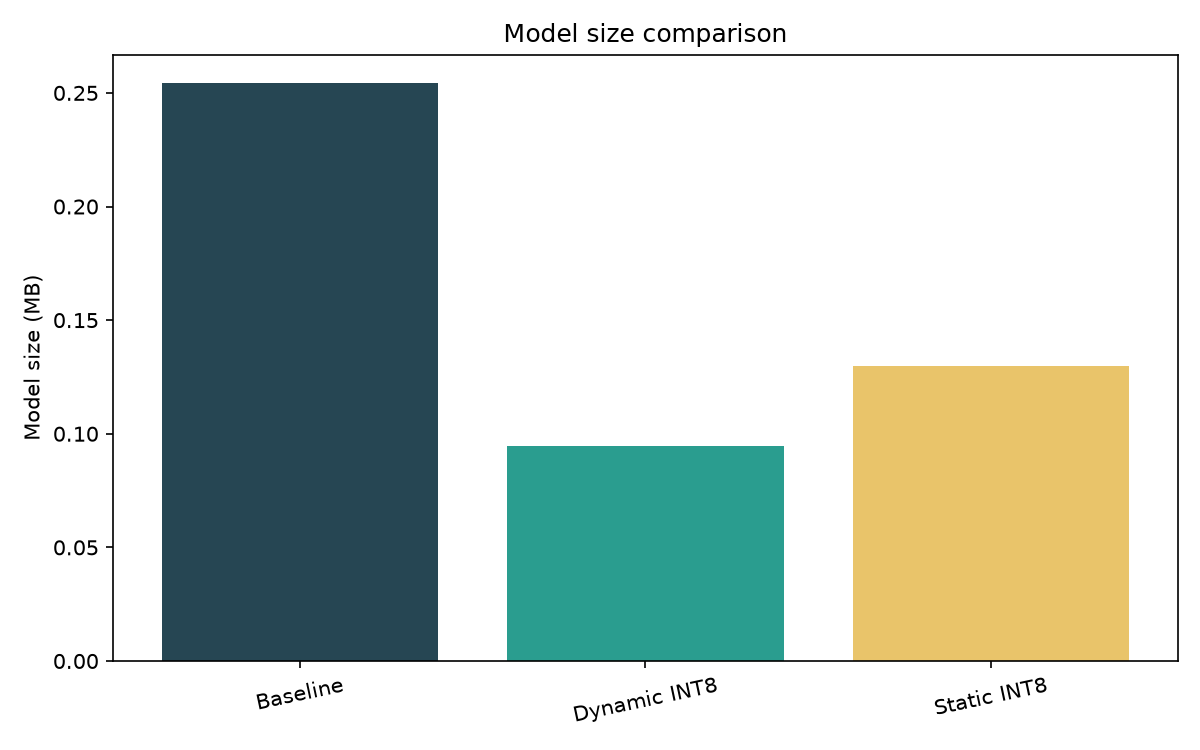 Model size comparison
Model size (MB)
0.25
0.20
0.15
0.10
0.05
0.00
Baseline
Dynamic INT8
Static INT8